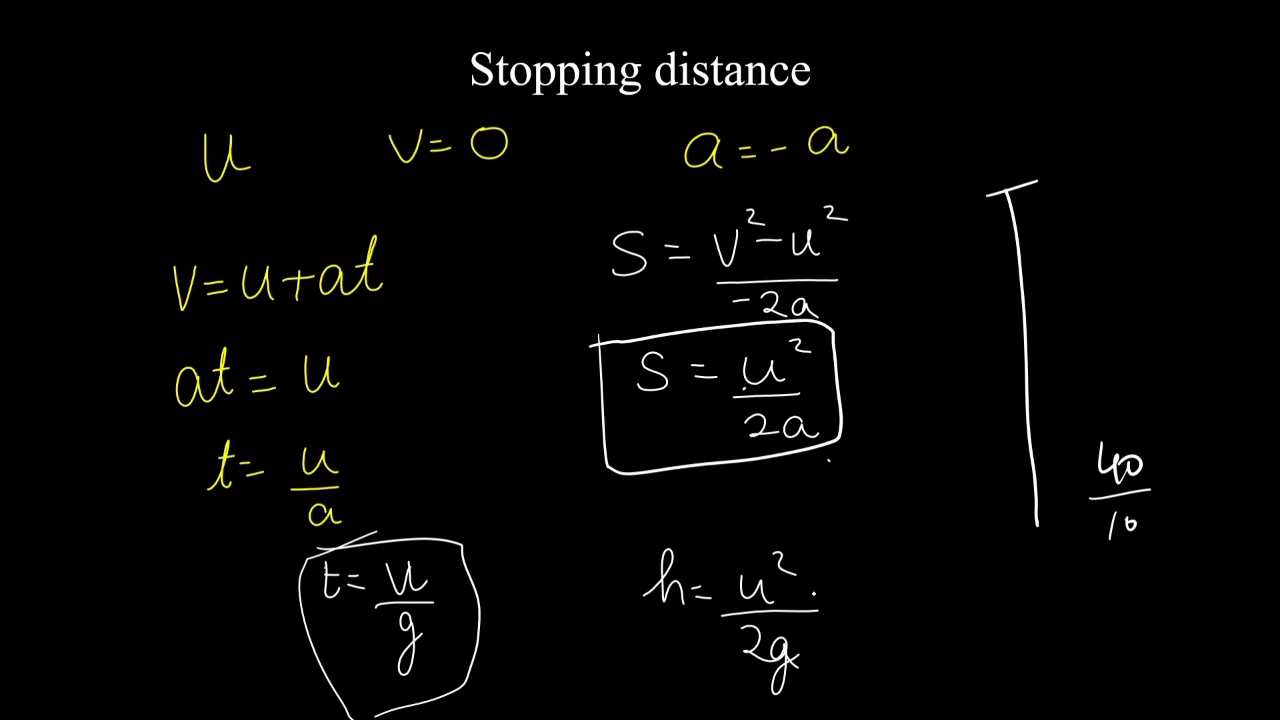 Stopping distance
u v = 0 a = - a
v = u + at
S = v² - u² / -2a
at = u
S = u² / 2a
t = u / a
40 / 10
t = u / g
h = u² / 2g